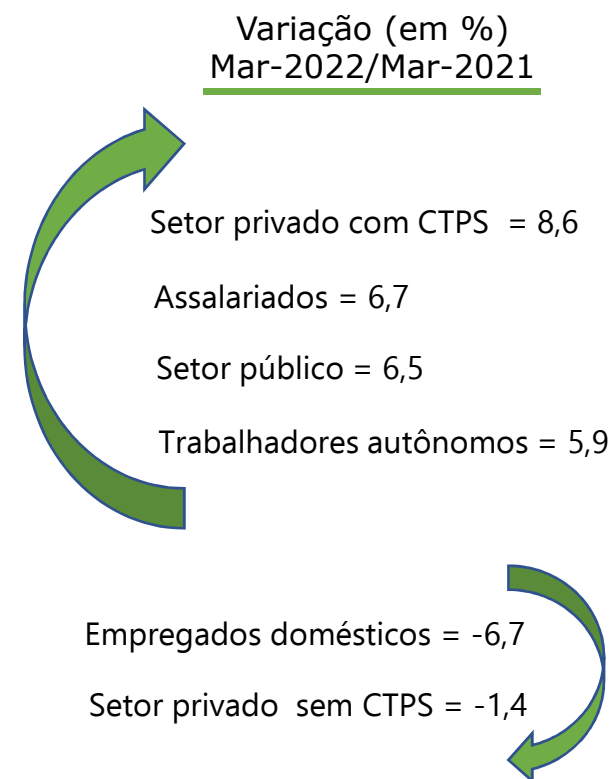 Variação (em %)
Mar-2022/Mar-2021
Setor privado com CTPS = 8,6
Assalariados = 6,7
Setor público = 6,5
Trabalhadores autônomos = 5,9
Empregados domésticos = -6,7
Setor privado sem CTPS = -1,4